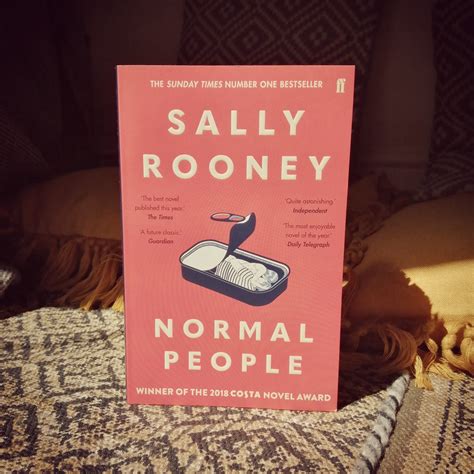 THE SUNDAY TIMES NUMBER ONE BESTSELLER
ff
SALLY
ROONEY
'The best novel
published this year.'
The Times
'A future classic.'
Guardian
'Quite astonishing.'
Independent
'The most enjoyable
novel of the year.'
Daily Telegraph
NORMAL
PEOPLE
WINNER OF THE 2018 COSTA NOVEL AWARD